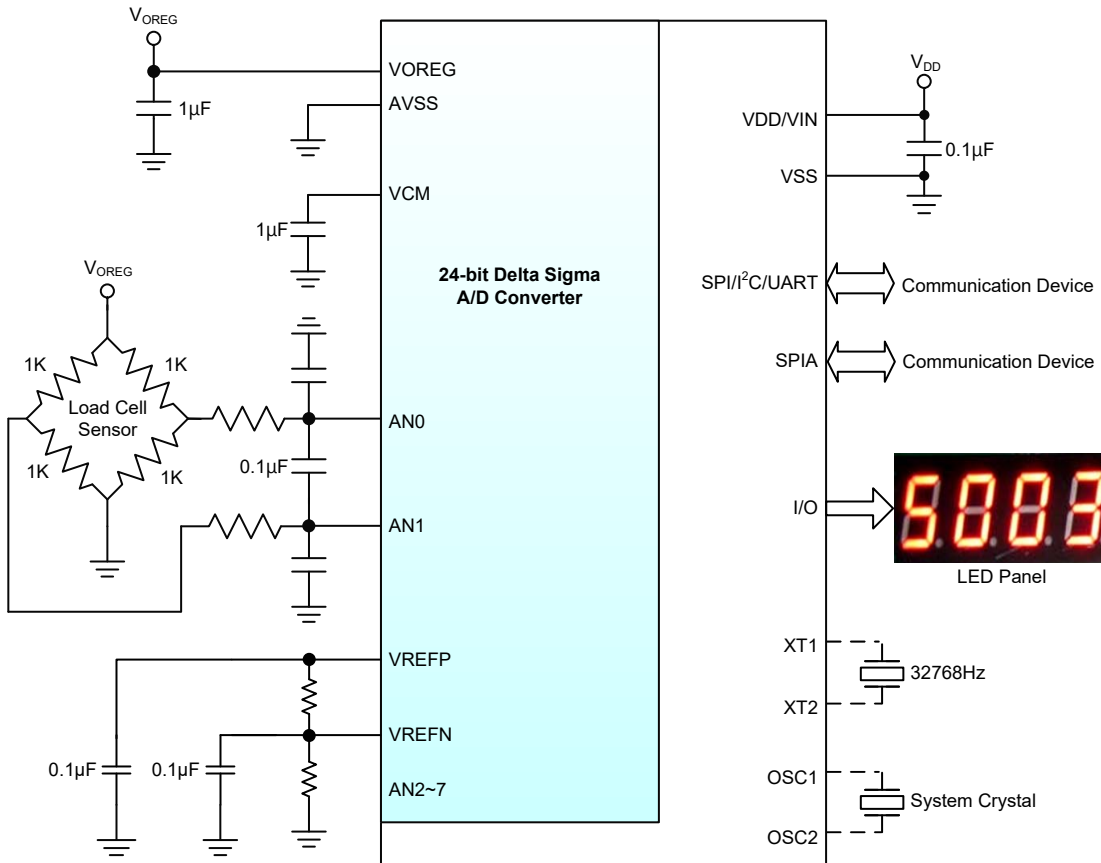 VOREG
VOREG
AVSS
1µF
VCM
1µF
VOREG
24-bit Delta Sigma
A/D Converter
1K
1K
Load Cell
Sensor
1K
1K
AN0
0.1µF
AN1
VREFP
VREFN
0.1µF
0.1µF
AN2~7
VDD
VDD/VIN
0.1µF
VSS
SPI/I²C/UART
Communication Device
SPIA
Communication Device
I/O
5003
LED Panel
XT1
32768Hz
XT2
OSC1
System Crystal
OSC2